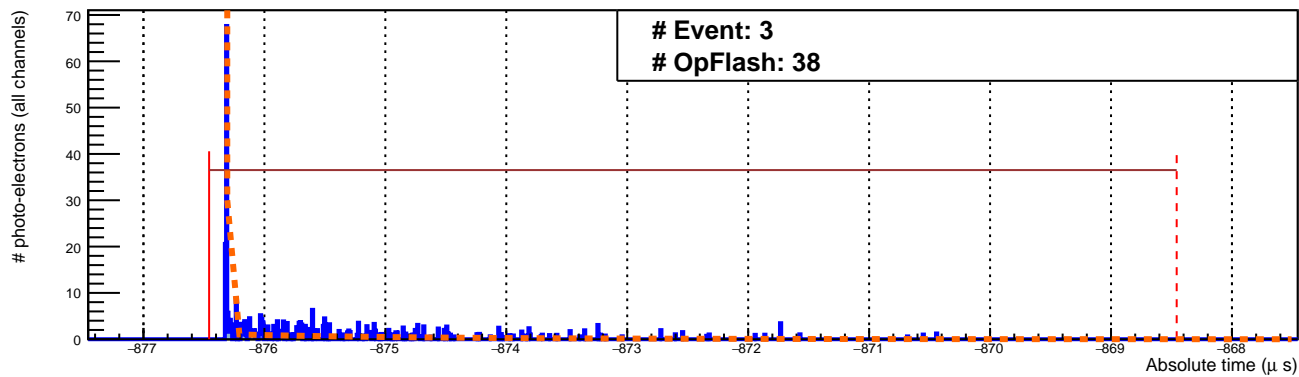 # Event: 3
# OpFlash: 38
# photo-electrons (all channels)
70
60
50
40
30
20
10
0
−877 −876 −875 −874 −873 −872 −871 −870 −869 −868
Absolute time (μ s)